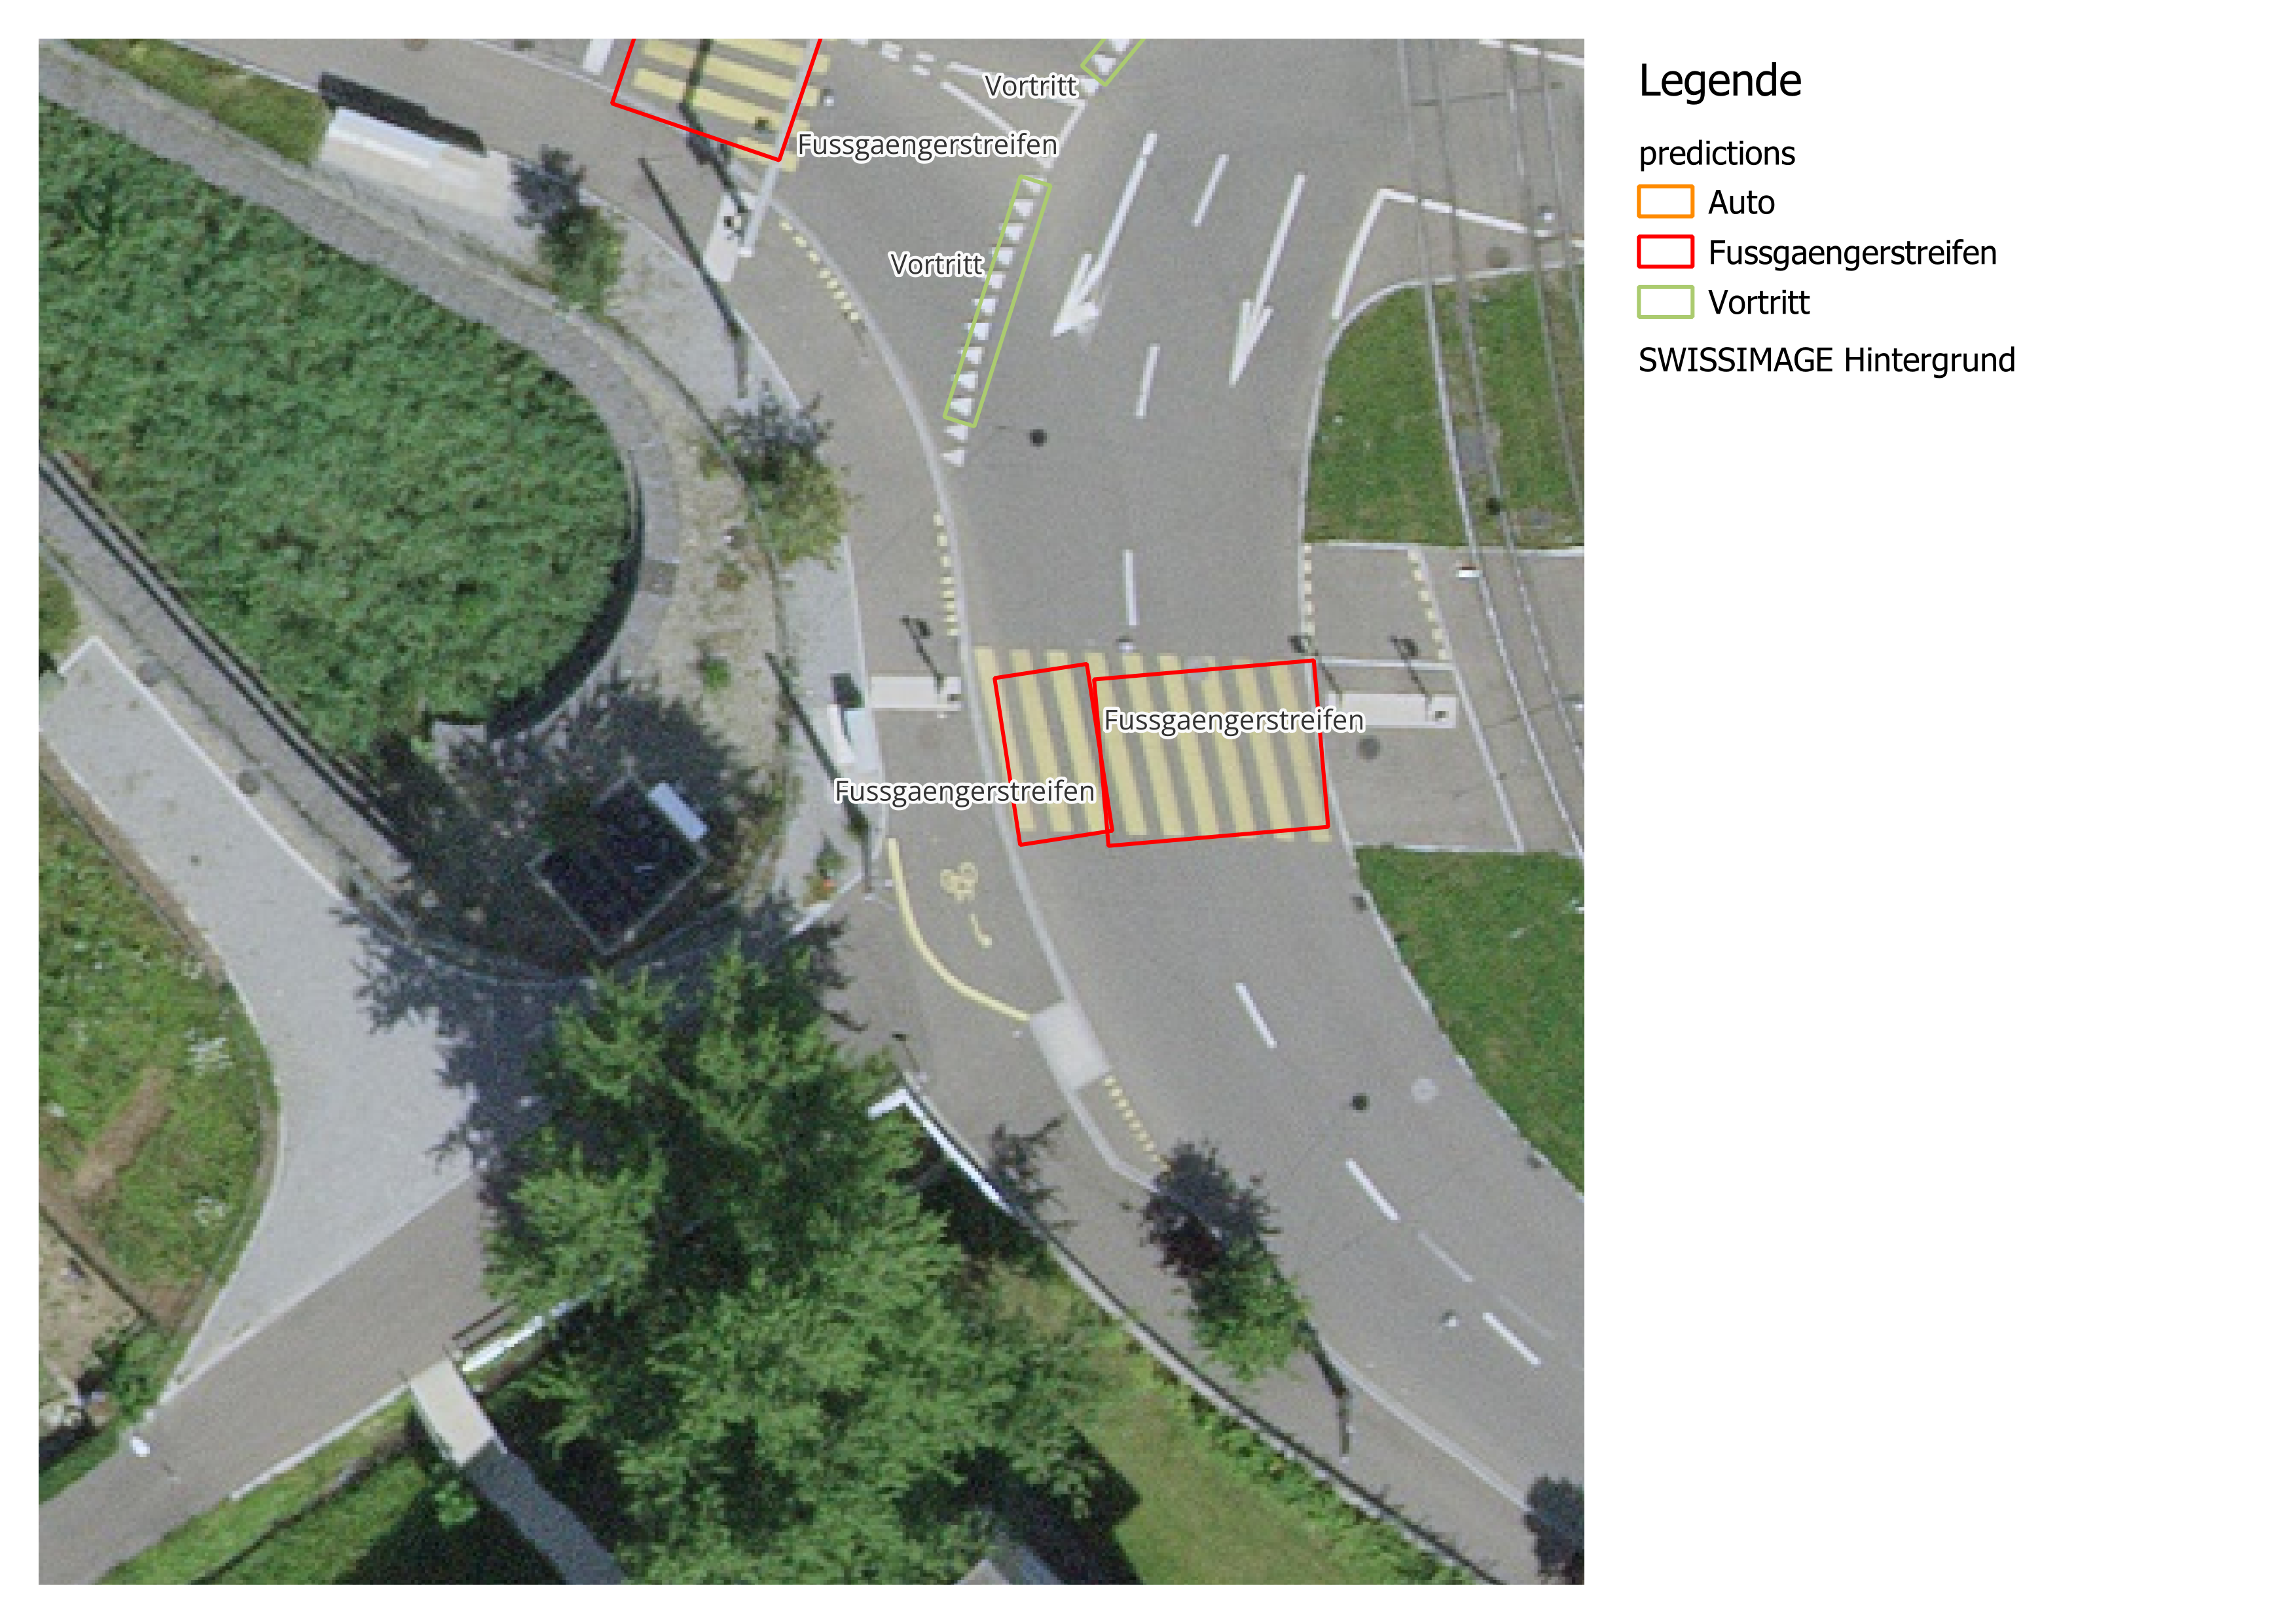 Legende
predictions
Auto
Fussgaengerstreifen
Vortritt
SWISSIMAGE Hintergrund
Vortritt
Fussgaengerstreifen
Vortritt
Fussgaengerstreifen
Fussgaengerstreifen